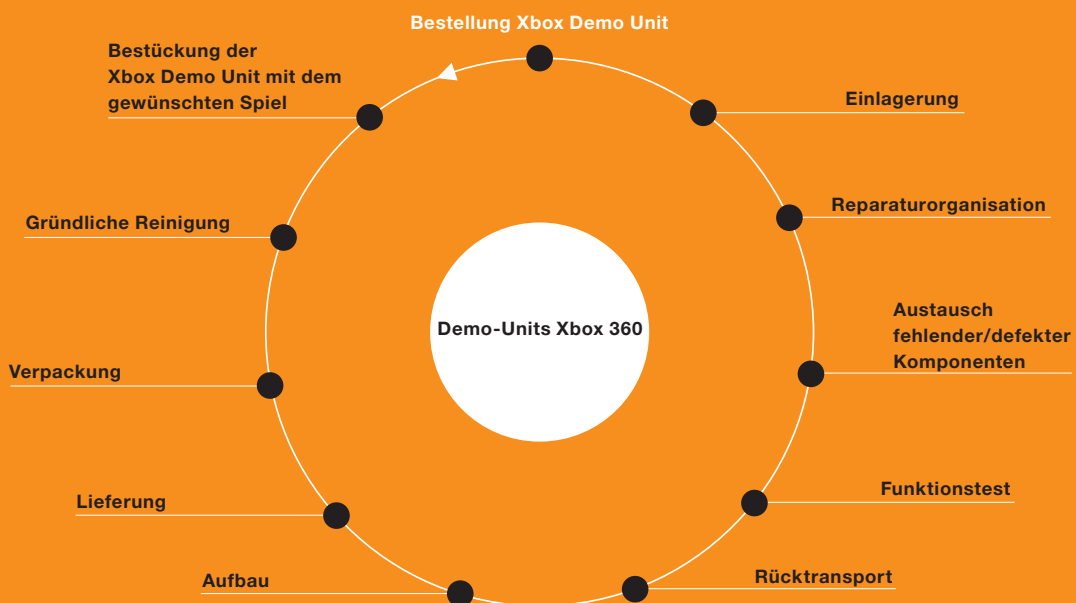 Bestellung Xbox Demo Unit
Bestückung der
Xbox Demo Unit mit dem
gewünschten Spiel
Einlagerung
Reparaturorganisation
Gründliche Reinigung
Austausch
fehlender/defekter
Komponenten
Demo-Units Xbox 360
Verpackung
Funktionstest
Lieferung
Rücktransport
Aufbau